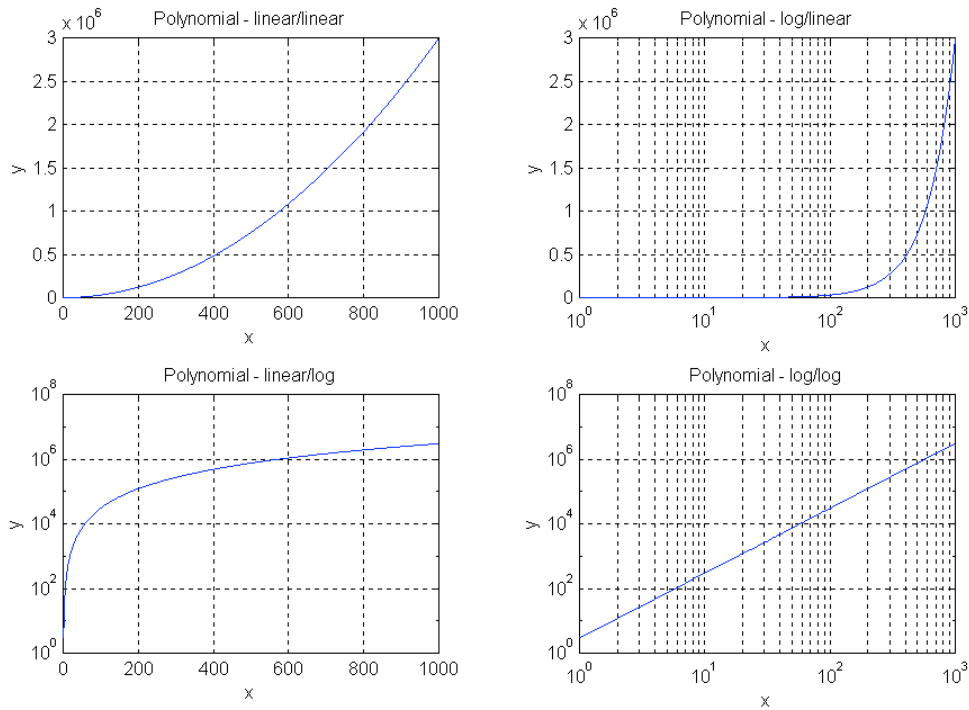 Polynomial - linear/linear
x 10^6
3
2.5
2
1.5
1
0.5
0
y
0 200 400 600 800 1000
x
Polynomial - log/linear
x 10^6
3
2.5
2
1.5
1
0.5
0
y
10^0 10^1 10^2 10^3
x
Polynomial - linear/log
10^8
10^6
10^4
10^2
10^0
y
0 200 400 600 800 1000
x
Polynomial - log/log
10^8
10^6
10^4
10^2
10^0
y
10^0 10^1 10^2 10^3
x